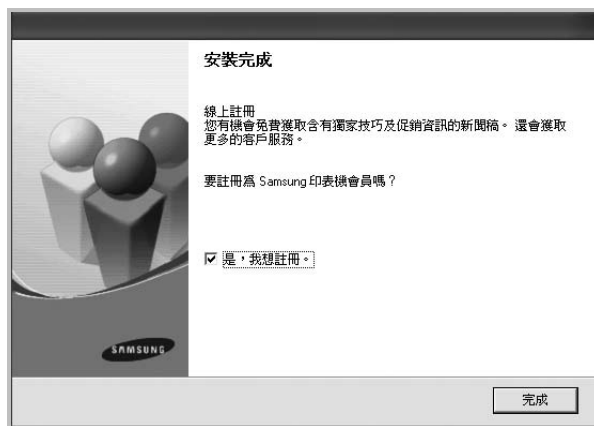 安裝完成
線上註冊
您有機會免費獲取含有獨家技巧及促銷資訊的新聞稿。 還會獲取
更多的客戶服務。
要註冊為 Samsung 印表機會員嗎？
是，我想註冊。
SAMSUNG
完成